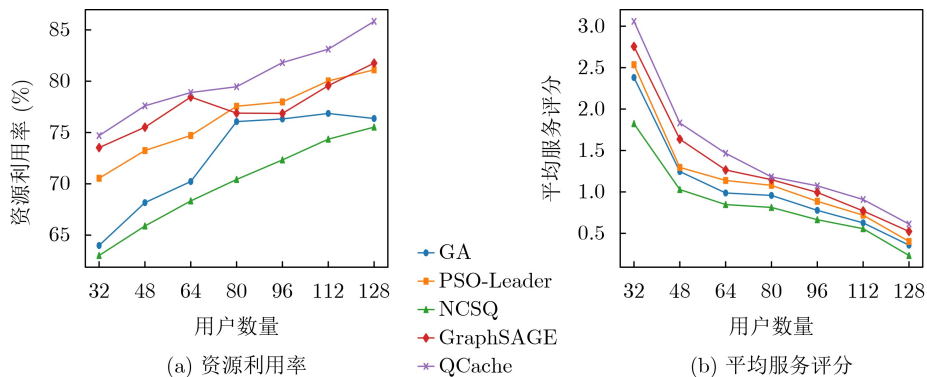 资源利用率 (%)
85
80
75
70
65
32 48 64 80 96 112 128
用户数量
(a) 资源利用率
GA
PSO-Leader
NCSQ
GraphSAGE
QCache
平均服务评分
3.0
2.5
2.0
1.5
1.0
0.5
32 48 64 80 96 112 128
用户数量
(b) 平均服务评分